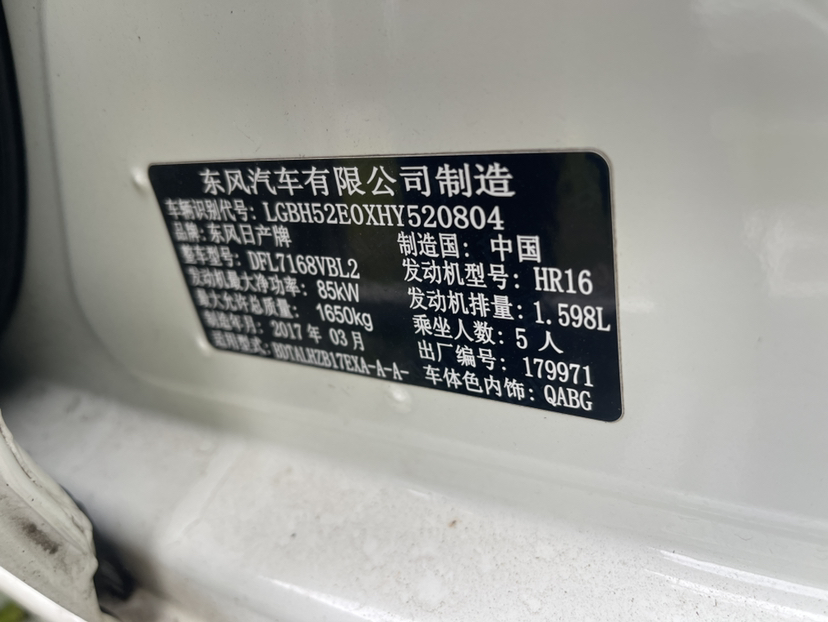 东风汽车有限公司制造
车辆识别代号: LGBH52E0XHY520804
品牌: 东风日产牌 制造国: 中国
整车型号: DFL7168VBL2 发动机型号: HR16
发动机最大净功率: 85kW 发动机排量: 1.598L
最大允许总质量: 1650kg 乘坐人数: 5 人
制造年月: 2017 年 03 月 出厂编号: 179971
适用型式: BDTALHZB17EXA-A-A- 车体色内饰: QABG